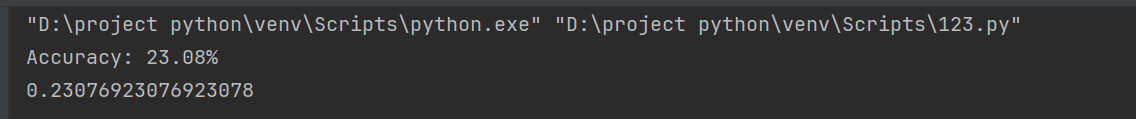 "D:\project python\venv\Scripts\python.exe" "D:\project python\venv\Scripts\123.py"
Accuracy: 23.08%
0.23076923076923078